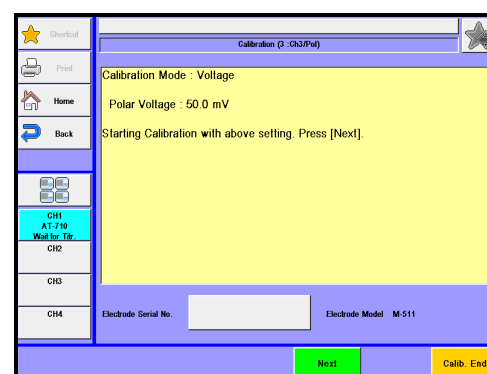 Shortcut
Print
Home
Back
CH1
AT-710
Wait for Titr.
CH2
CH3
CH4
Calibration (3 :Ch3/Pol)
Calibration Mode : Voltage
Polar Voltage : 50.0 mV
Starting Calibration with above setting. Press [Next].
Electrode Serial No.
Electrode Model M-511
Next
Calib. End